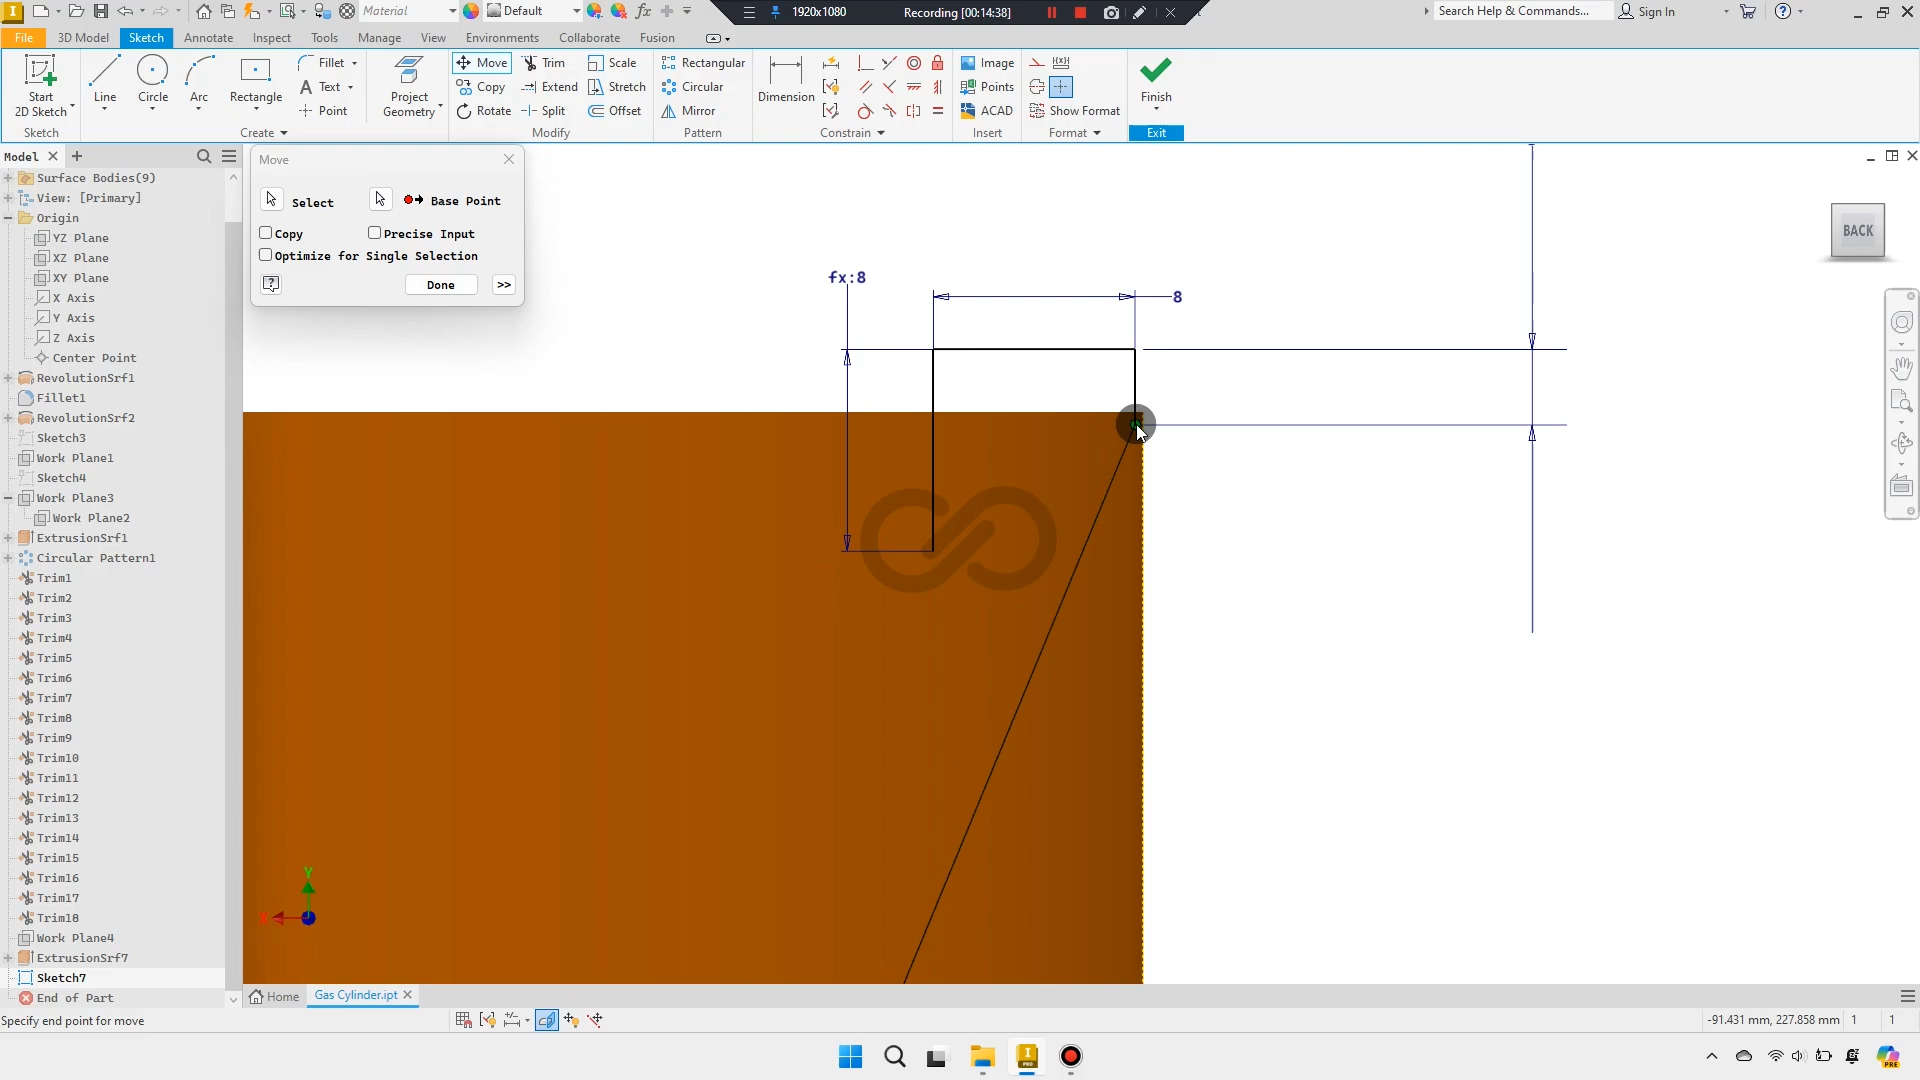 Material
Default
1920x1080
Recording [00:14:38]
Search Help & Commands...
Sign In
File
3D Model
Sketch
Annotate
Inspect
Tools
Manage
View
Environments
Collaborate
Fusion
Start
2D Sketch
Line
Circle
Arc
Rectangle
Fillet
Text
Point
Project
Geometry
Move
Copy
Rotate
Trim
Extend
Split
Scale
Stretch
Offset
Rectangular
Circular
Mirror
Dimension
Image
Points
ACAD
Show Format
Finish
Sketch
Create
Modify
Pattern
Constrain
Insert
Format
Exit
Model
Surface Bodies(9)
View: [Primary]
Origin
YZ Plane
XZ Plane
XY Plane
X Axis
Y Axis
Z Axis
Center Point
RevolutionSrf1
Fillet1
RevolutionSrf2
Sketch3
Work Plane1
Sketch4
Work Plane3
Work Plane2
ExtrusionSrf1
Circular Pattern1
Trim1
Trim2
Trim3
Trim4
Trim5
Trim6
Trim7
Trim8
Trim9
Trim10
Trim11
Trim12
Trim13
Trim14
Trim15
Trim16
Trim17
Trim18
Work Plane4
ExtrusionSrf7
Sketch7
End of Part
Move
Select
Base Point
Copy
Precise Input
Optimize for Single Selection
Done
>>
fx:8
8
BACK
Y
X
Home
Gas Cylinder.ipt
Specify end point for move
-91.431 mm, 227.858 mm
1
1